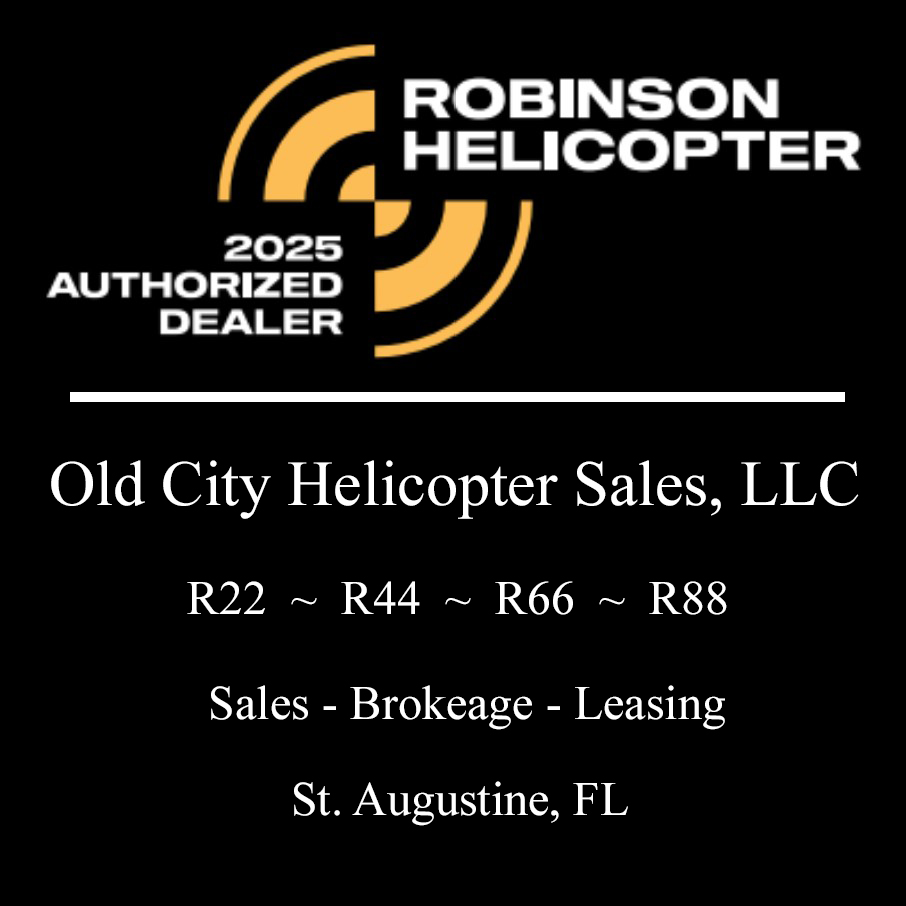 ROBINSON
HELICOPTER
2025
AUTHORIZED
DEALER
Old City Helicopter Sales, LLC
R22 ~ R44 ~ R66 ~ R88
Sales - Brokeage - Leasing
St. Augustine, FL